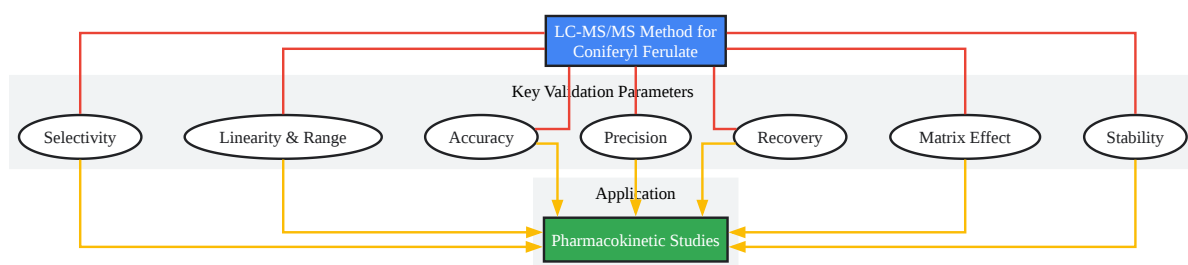 LC-MS/MS Method for
Coniferyl Ferulate
Key Validation Parameters
Selectivity
Linearity & Range
Accuracy
Precision
Recovery
Matrix Effect
Stability
Application
Pharmacokinetic Studies